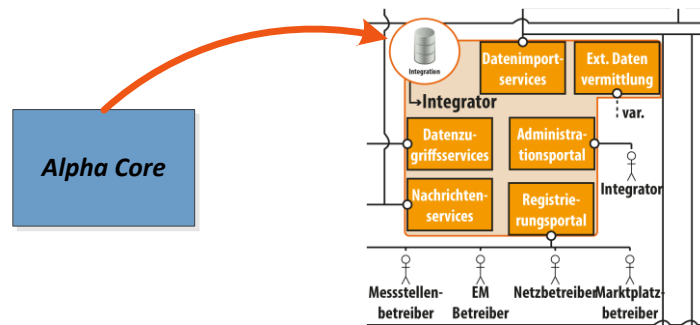 Alpha Core
Integration
Integrator
Datenimport-
services
Ext. Daten
vermittlung
var.
Datenzu-
griffsservices
Administra-
tionsportal
Integrator
Nachrichten-
services
Registrie-
rungsportal
Messstellen-
betreiber
EM
Betreiber
Netzbetreiber
Marktplatz-
betreiber